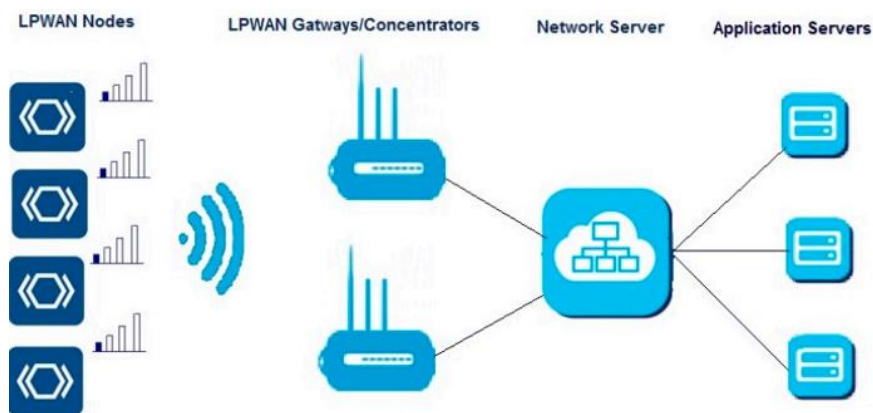 LPWAN Nodes
LPWAN Gatways/Concentrators
Network Server
Application Servers